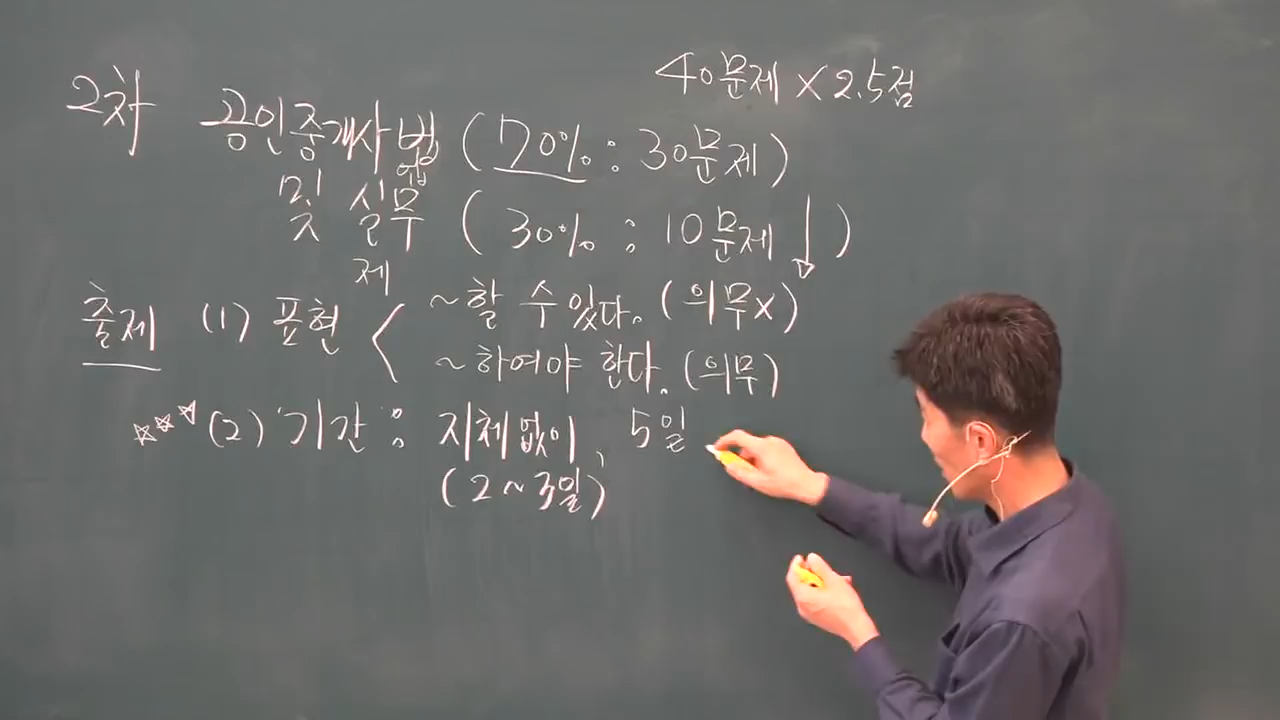 40문제 × 2.5점
2차 공인중개사법 (70% : 30문제)
및 실무 (30% : 10문제 ↓)
제
출제 (1) 표현 < ~할 수 있다. (의무x)
~하여야 한다. (의무)
☆☆☆ (2) 기간 : 지체없이, 5일
(2~3일)